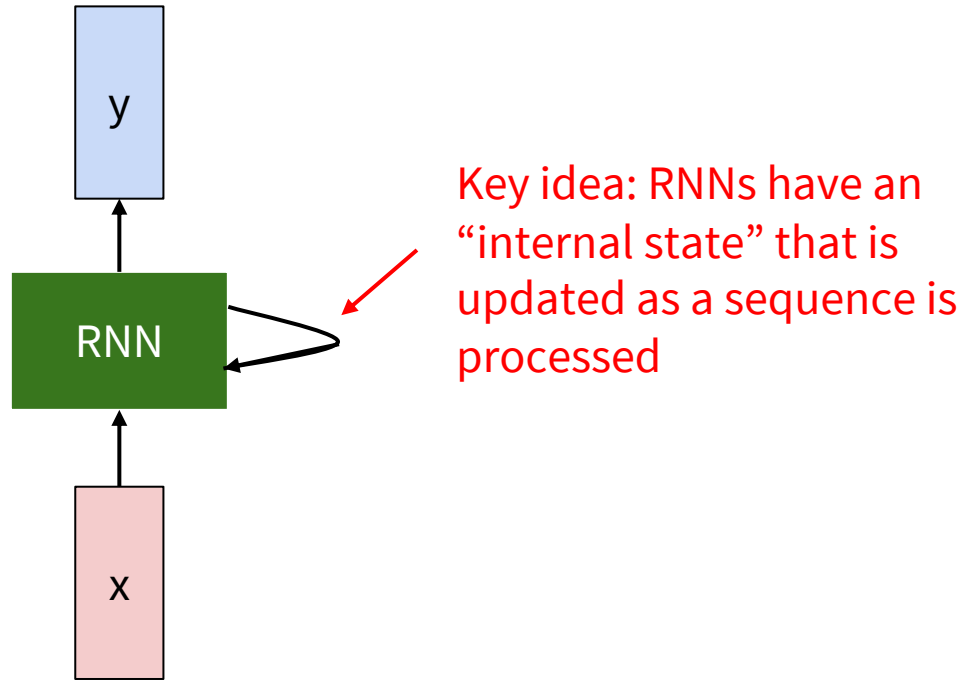 y
Key idea: RNNs have an
“internal state” that is
updated as a sequence is
processed
RNN
x